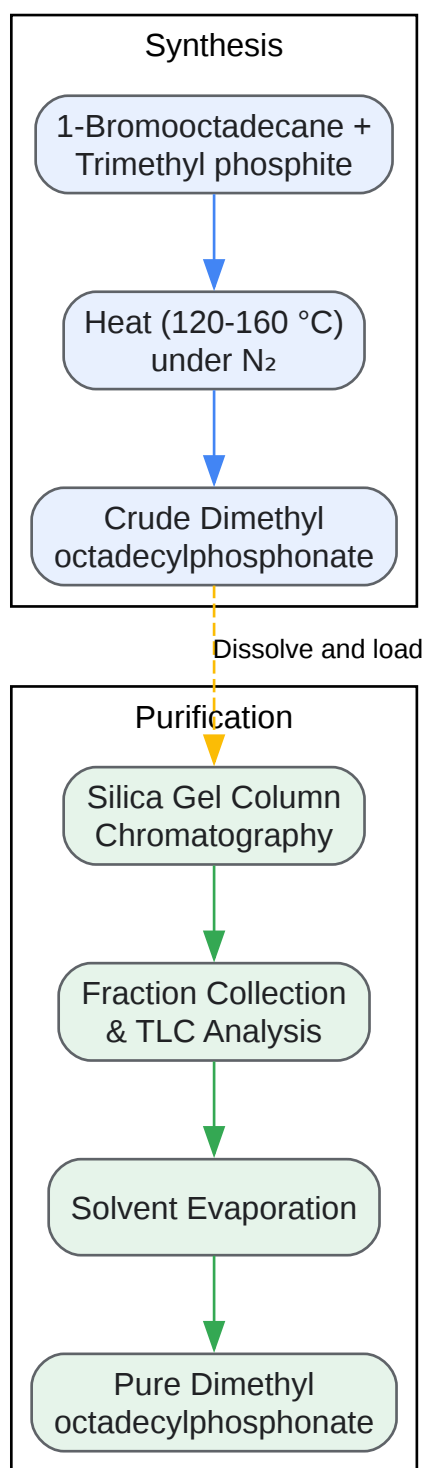 Synthesis
1-Bromooctadecane +
Trimethyl phosphite
Heat (120-160 °C)
under N₂
Crude Dimethyl
octadecylphosphonate
Dissolve and load
Purification
Silica Gel Column
Chromatography
Fraction Collection
& TLC Analysis
Solvent Evaporation
Pure Dimethyl
octadecylphosphonate